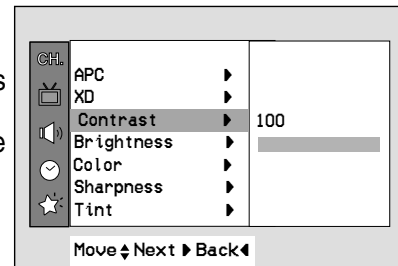 CH.
s
e
APC
XD
Contrast 100
Brightness
Color
Sharpness
Tint
Move Next Back